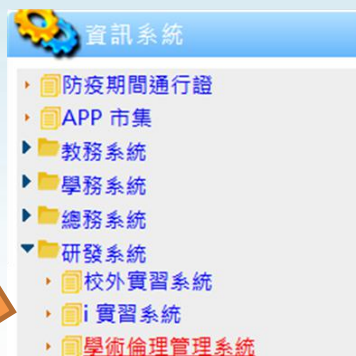 資訊系統
防疫期間通行證
APP 市集
教務系統
學務系統
總務系統
研發系統
校外實習系統
i 實習系統
學術倫理管理系統